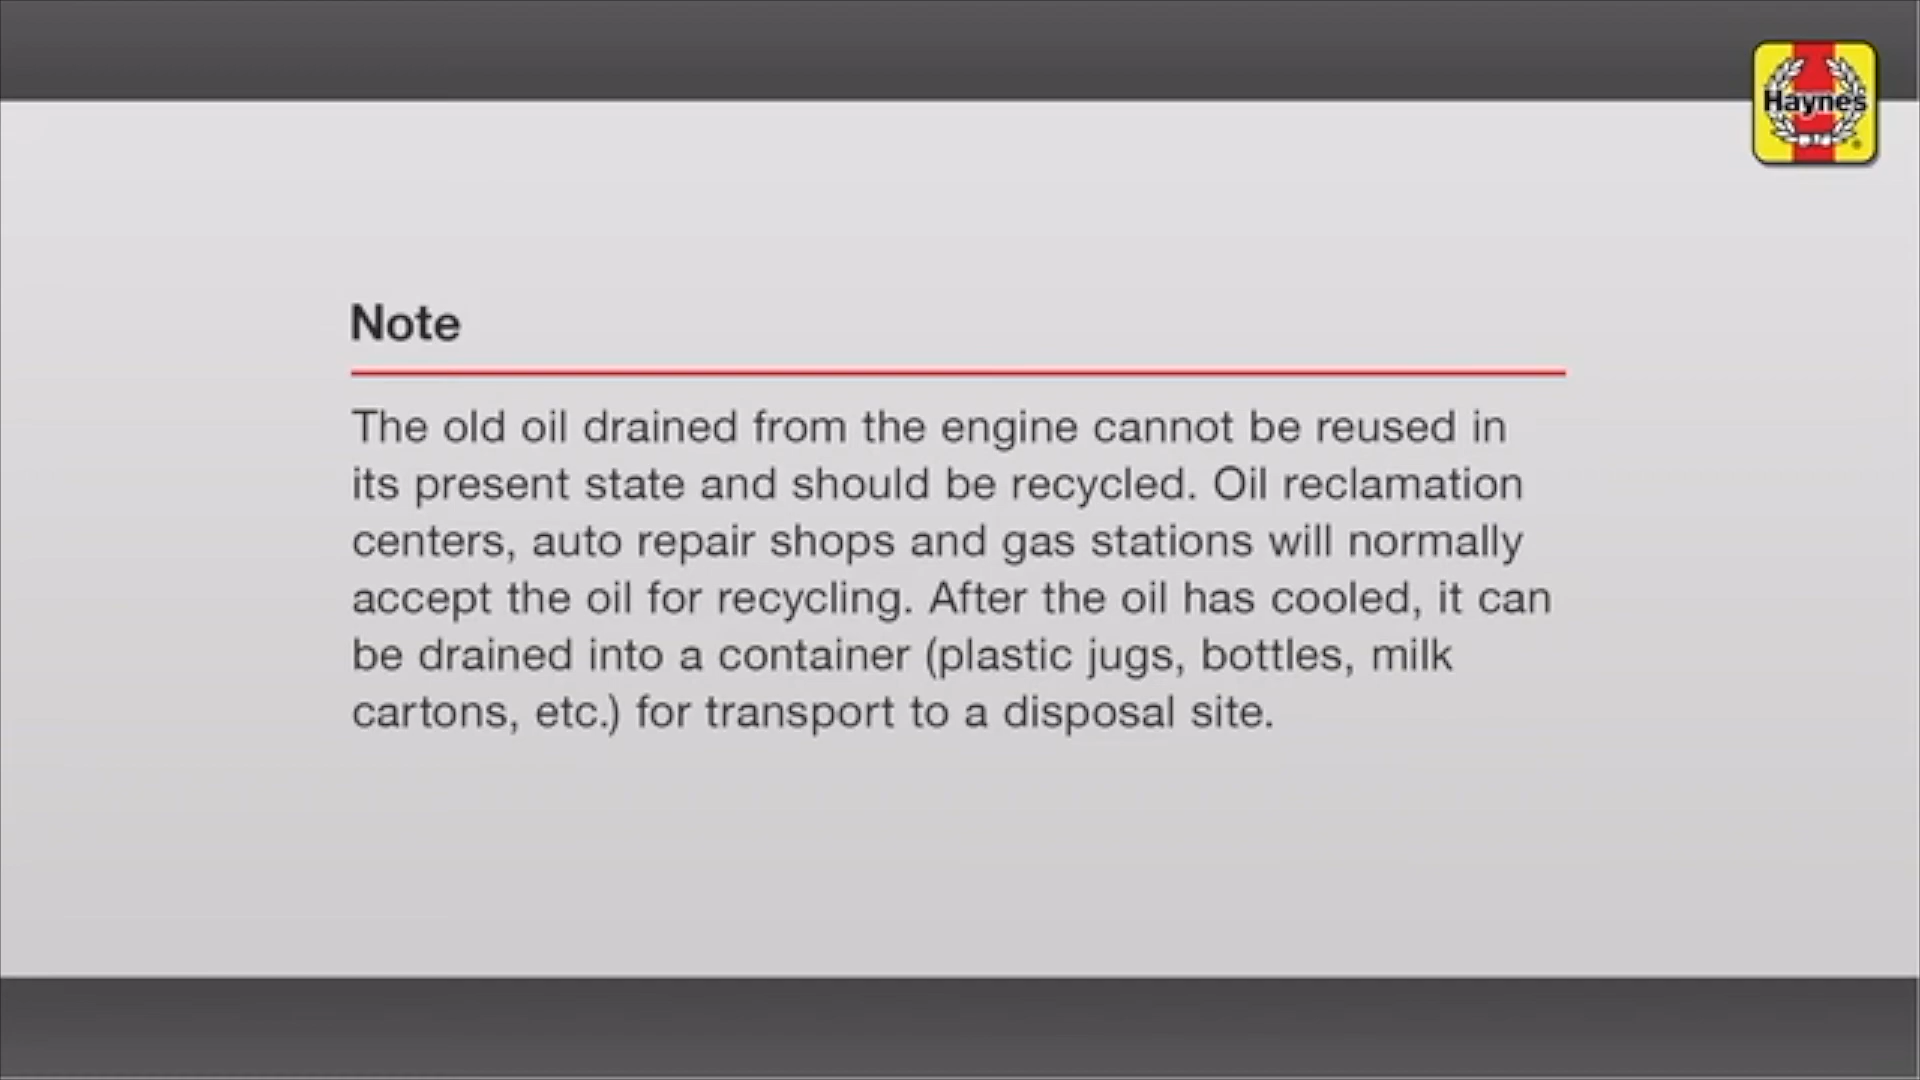 Haynes
Note
The old oil drained from the engine cannot be reused in
its present state and should be recycled. Oil reclamation
centers, auto repair shops and gas stations will normally
accept the oil for recycling. After the oil has cooled, it can
be drained into a container (plastic jugs, bottles, milk
cartons, etc.) for transport to a disposal site.